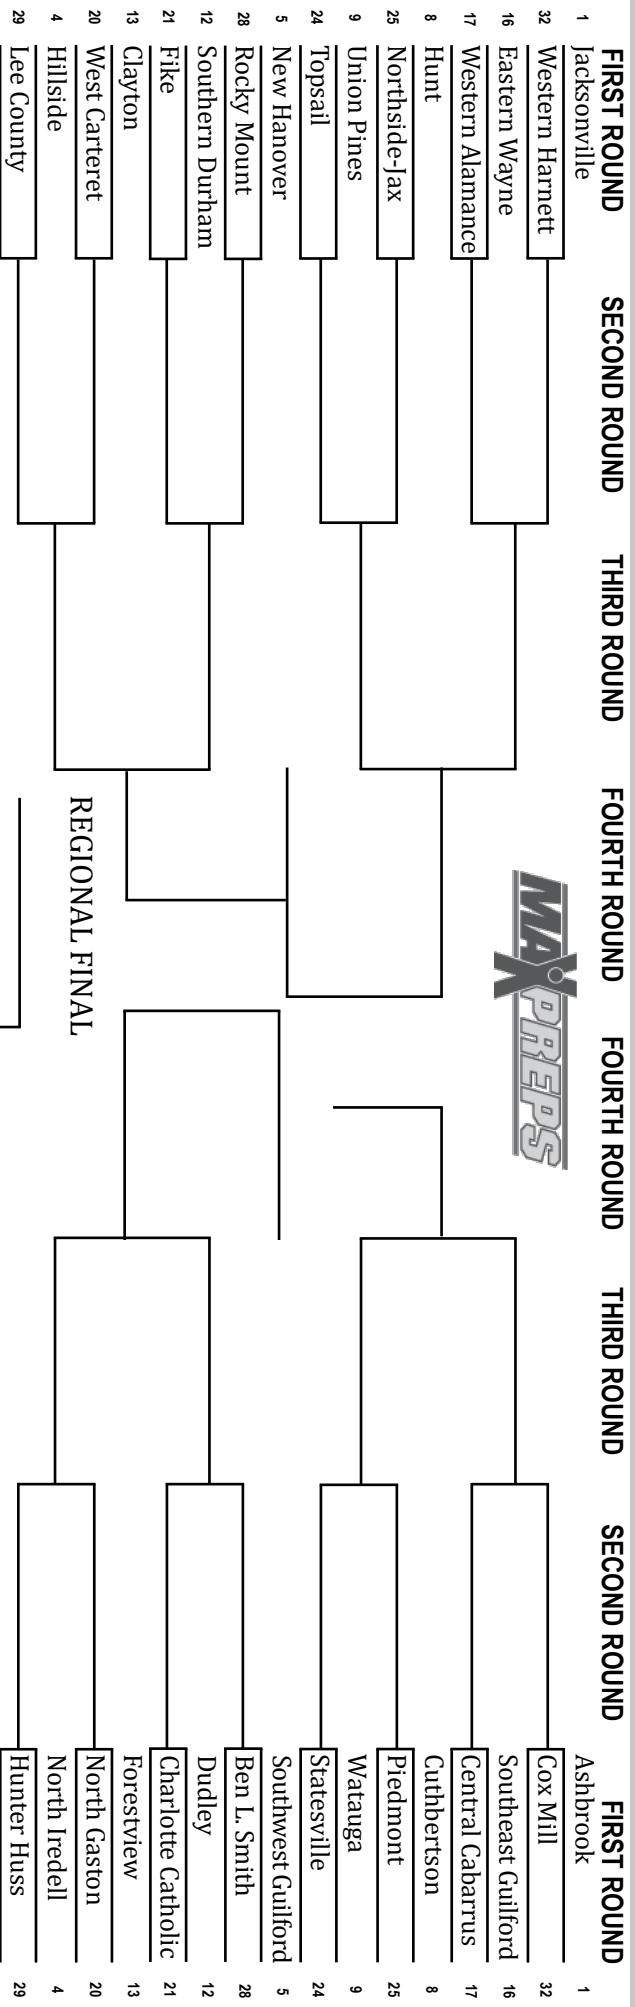 FIRST ROUND SECOND ROUND THIRD ROUND FOURTH ROUND FOURTH ROUND THIRD ROUND SECOND ROUND FIRST ROUND
1 Jacksonville Ashbrook 1
32 Western Harnett Cox Mill 32
16 Eastern Wayne Southeast Guilford 16
17 Western Alamance Central Cabarrus 17
8 Hunt Cuthbertson 8
25 Northside-Jax Piedmont 25
9 Union Pines Watauga 9
24 Topsail Statesville 24
5 New Hanover Southwest Guilford 5
28 Rocky Mount Ben L. Smith 28
12 Southern Durham Dudley 12
21 Fike Charlotte Catholic 21
13 Clayton Forestview 13
20 West Carteret North Gaston 20
4 Hillside North Iredell 4
29 Lee County Hunter Huss 29
MAXPREPS
REGIONAL FINAL